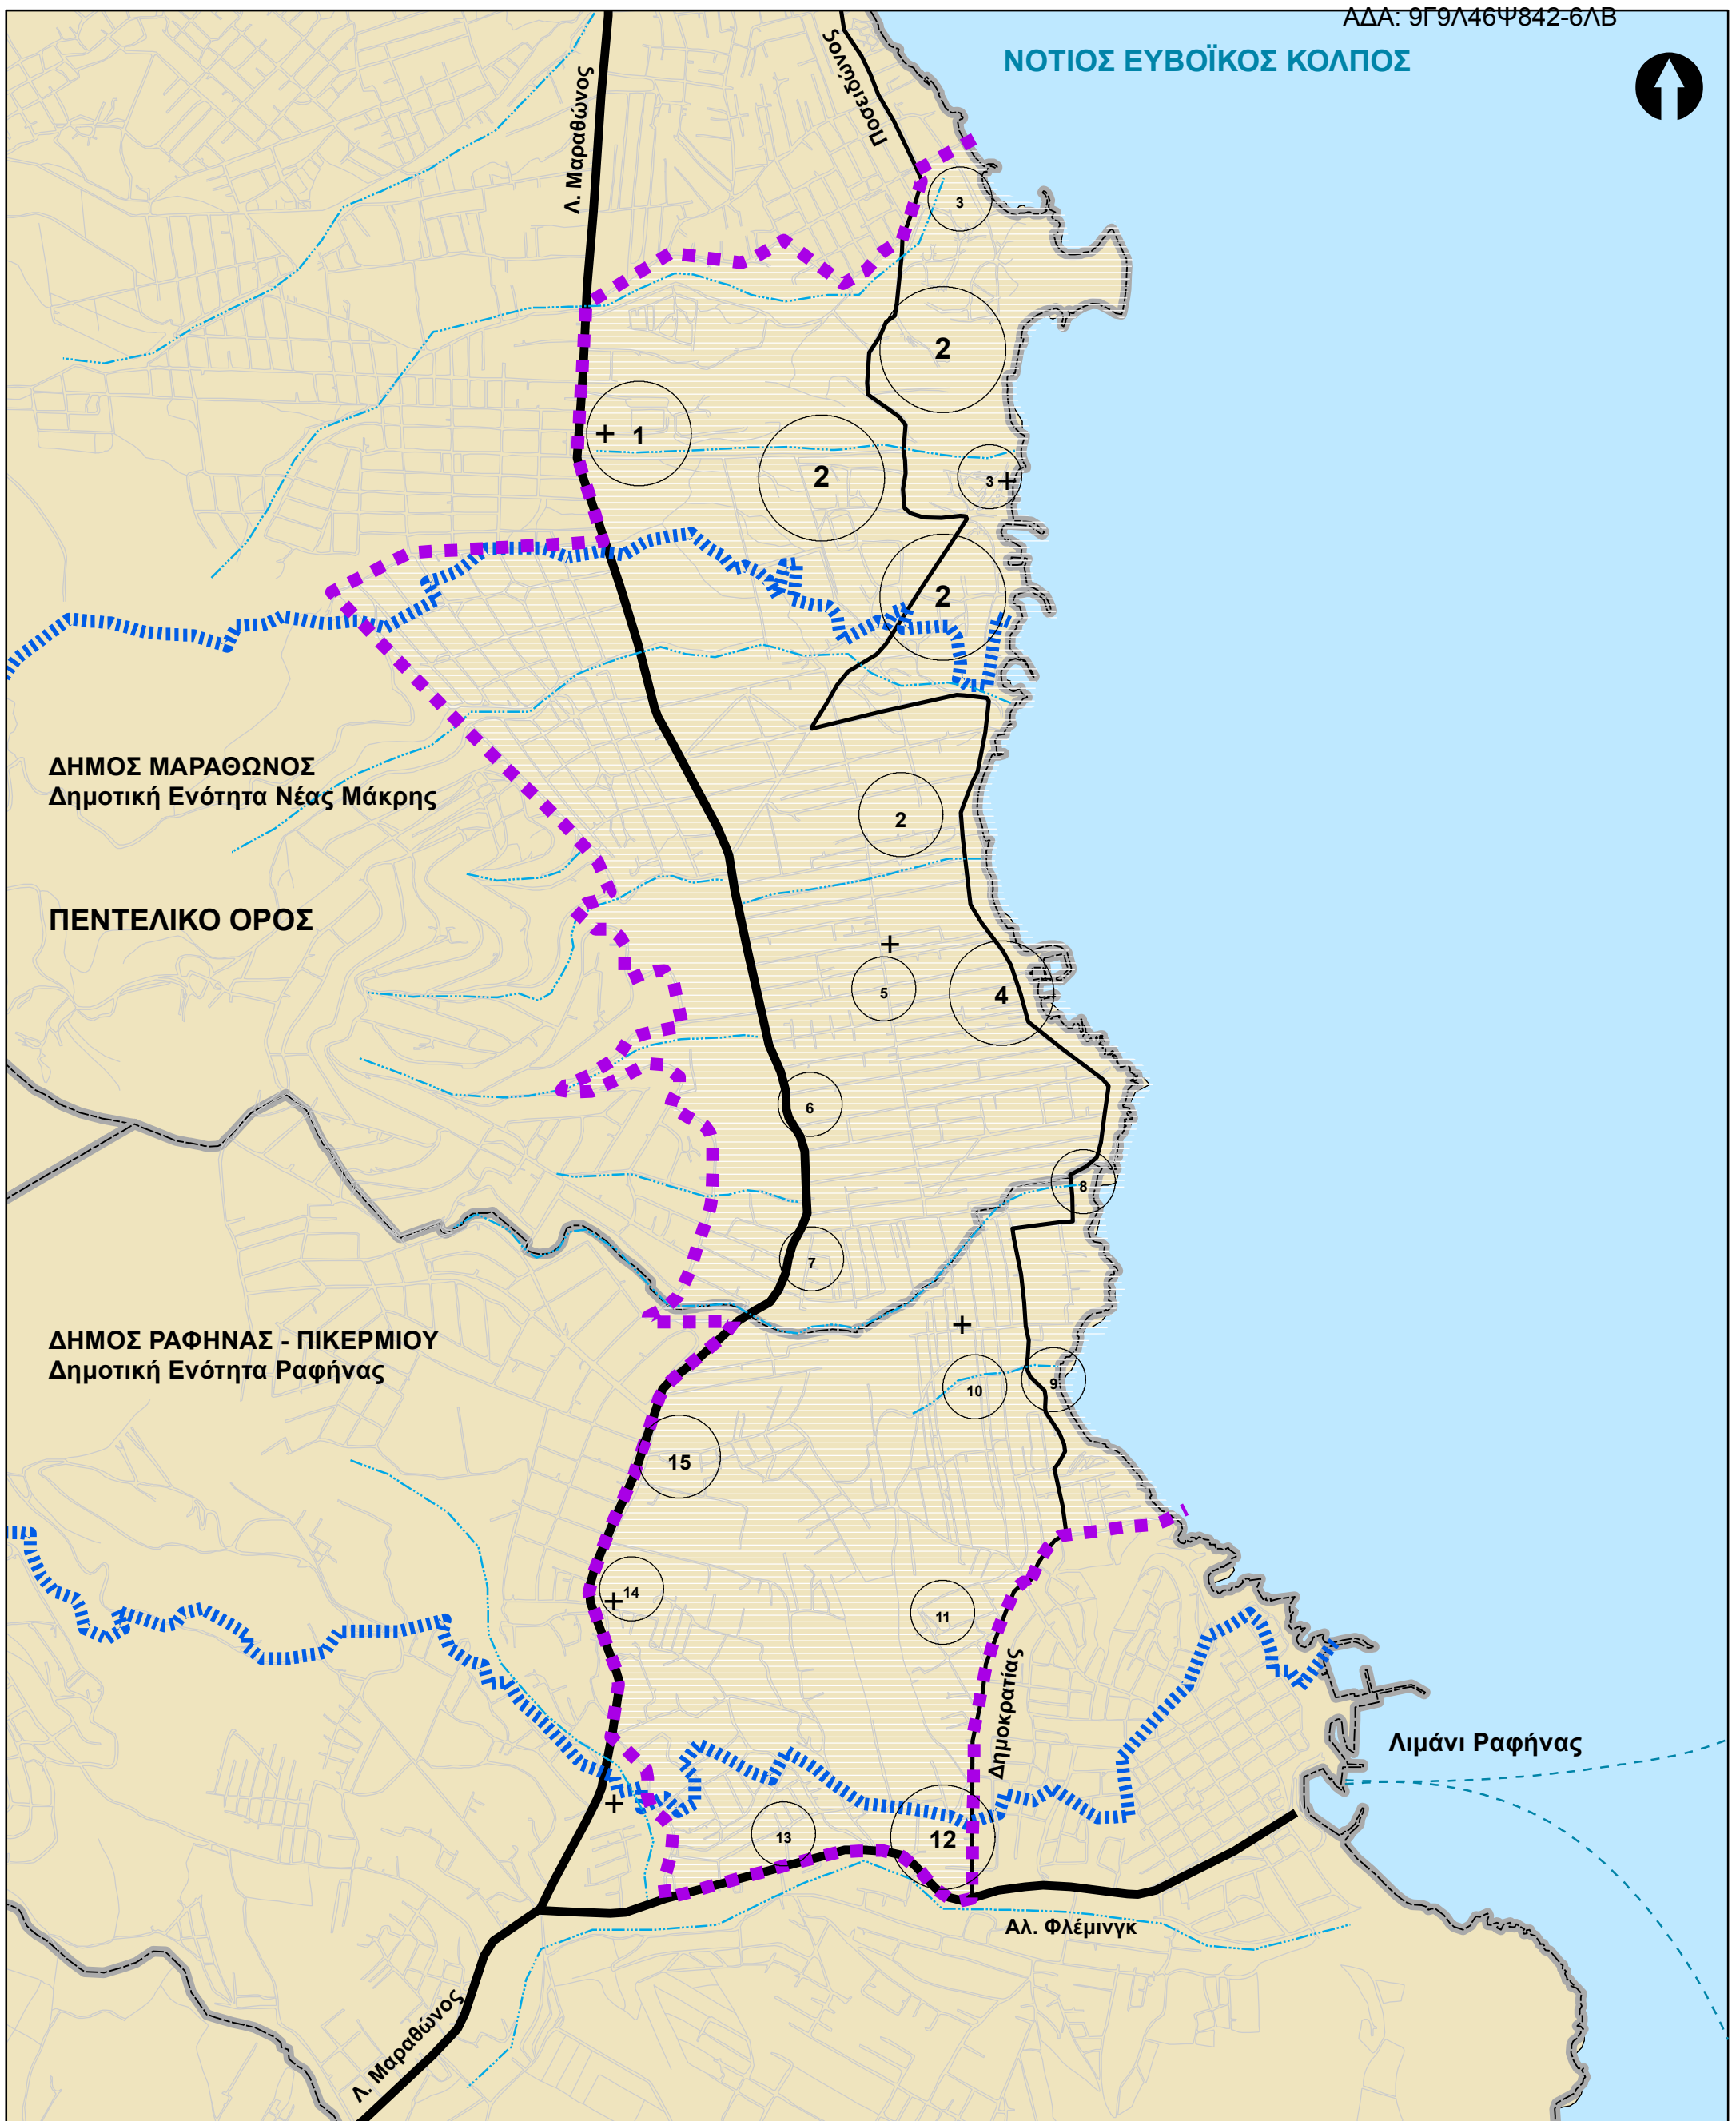 ΑΔΑ: 9Γ9Λ46Ψ842-6ΛΒ
ΝΟΤΙΟΣ ΕΥΒΟΪΚΟΣ ΚΟΛΠΟΣ
Λ. Μαραθώνος
Ποσειδώνος
3
2
1
2
3
2
ΔΗΜΟΣ ΜΑΡΑΘΩΝΟΣ
Δημοτική Ενότητα Νέας Μάκρης
2
ΠΕΝΤΕΛΙΚΟ ΟΡΟΣ
5
4
6
8
7
ΔΗΜΟΣ ΡΑΦΗΝΑΣ - ΠΙΚΕΡΜΙΟΥ
Δημοτική Ενότητα Ραφήνας
10
9
15
14
11
Δημοκρατίας
Λιμάνι Ραφήνας
13
12
Αλ. Φλέμινγκ
Λ. Μαραθώνος